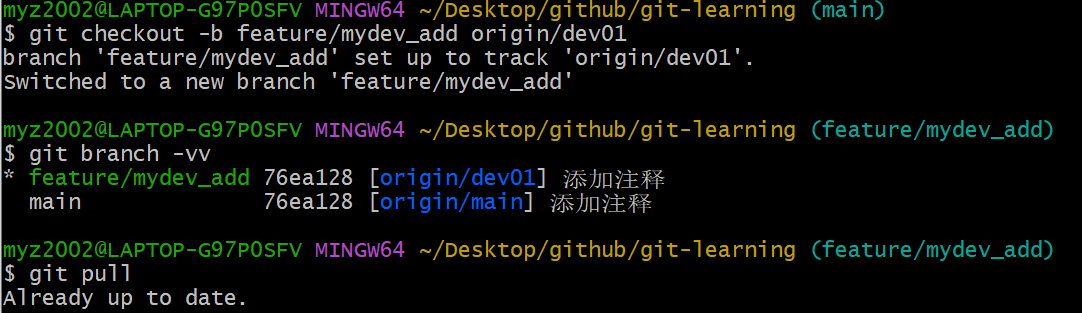 myz2002@LAPTOP-G97P0SFV MINGW64 ~/Desktop/github/git-learning (main)
$ git checkout -b feature/mydev_add origin/dev01
branch 'feature/mydev_add' set up to track 'origin/dev01'.
Switched to a new branch 'feature/mydev_add'
myz2002@LAPTOP-G97P0SFV MINGW64 ~/Desktop/github/git-learning (feature/mydev_add)
$ git branch -vv
* feature/mydev_add 76ea128 [origin/dev01] 添加注释
  main              76ea128 [origin/main] 添加注释
myz2002@LAPTOP-G97P0SFV MINGW64 ~/Desktop/github/git-learning (feature/mydev_add)
$ git pull
Already up to date.